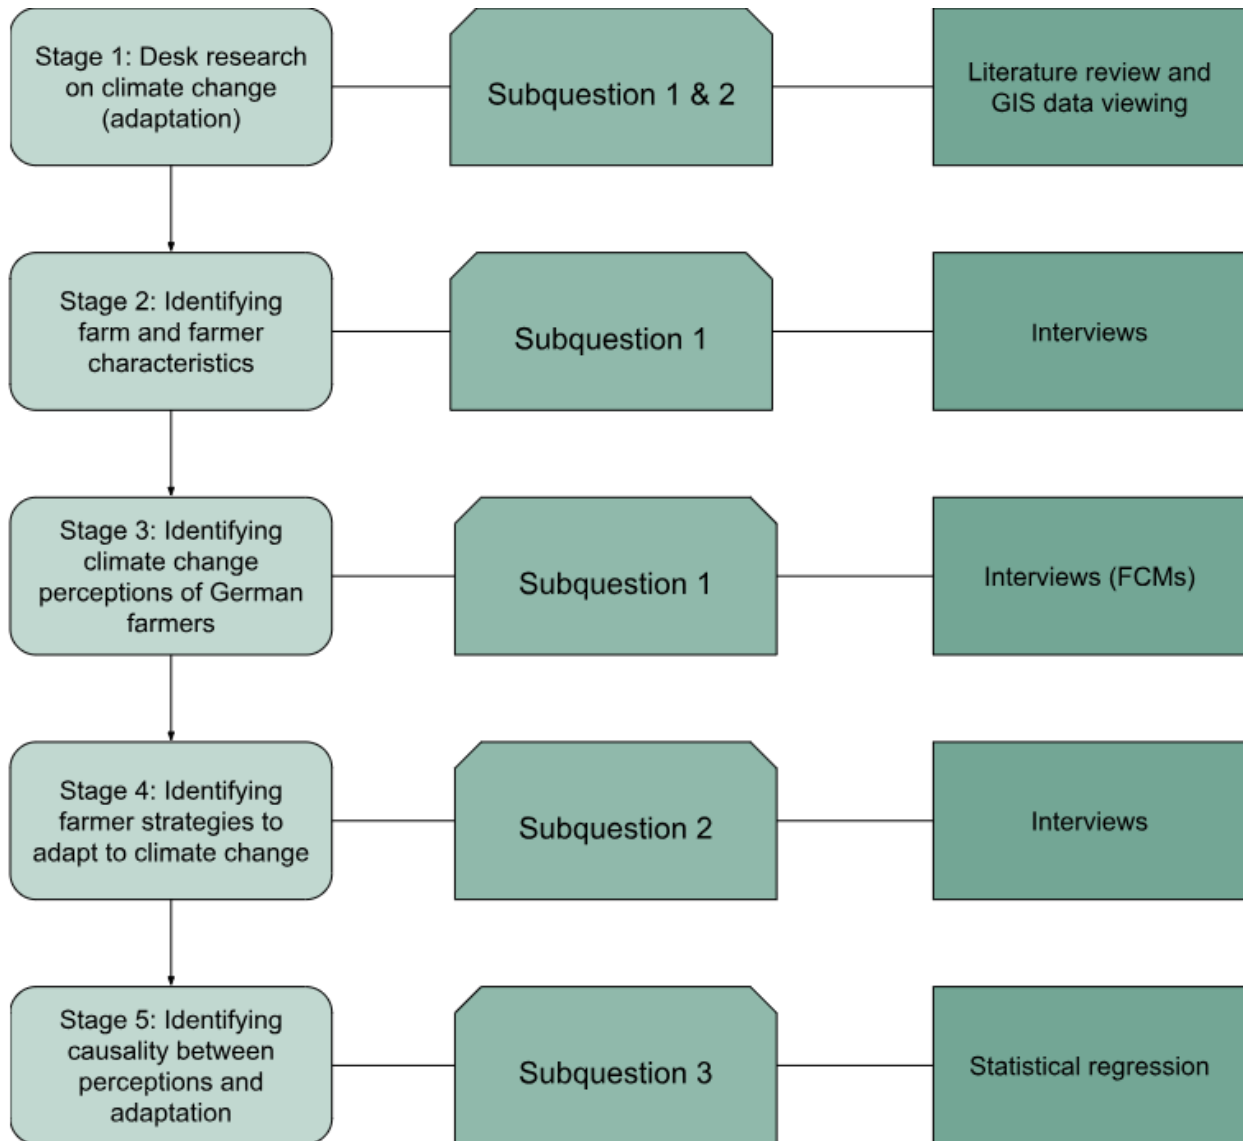 Stage 1: Desk research
on climate change
(adaptation)
Subquestion 1 & 2
Literature review and
GIS data viewing
Stage 2: Identifying
farm and farmer
characteristics
Subquestion 1
Interviews
Stage 3: Identifying
climate change
perceptions of German
farmers
Subquestion 1
Interviews (FCMs)
Stage 4: Identifying
farmer strategies to
adapt to climate change
Subquestion 2
Interviews
Stage 5: Identifying
causality between
perceptions and
adaptation
Subquestion 3
Statistical regression